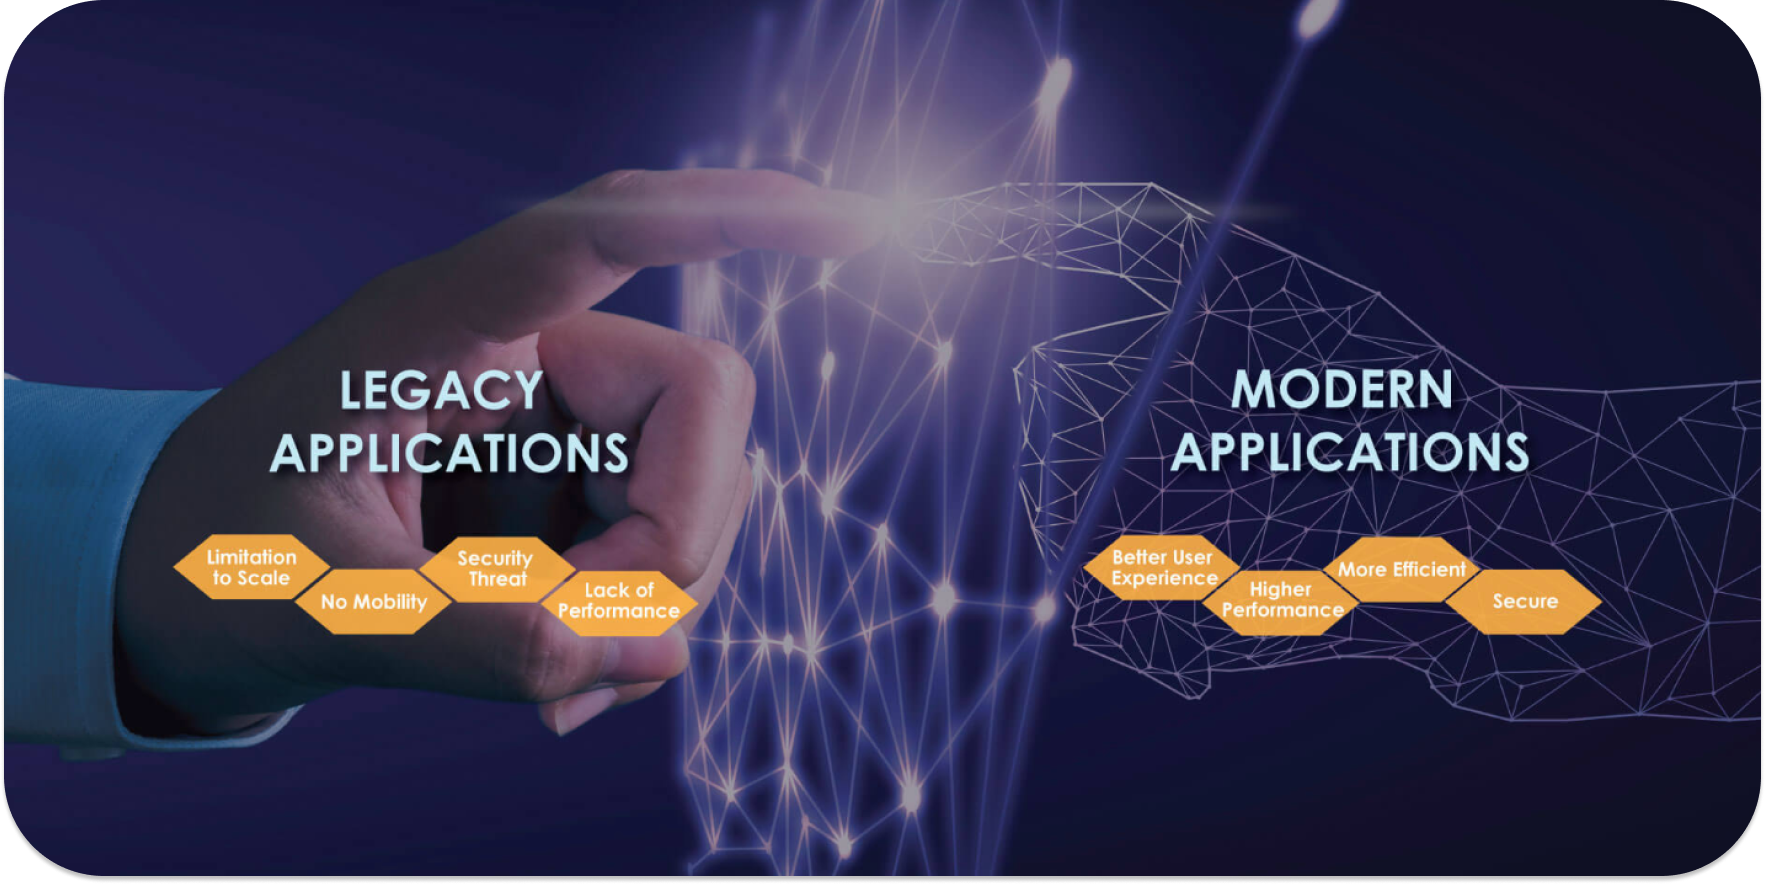 LEGACY
APPLICATIONS
Limitation
to Scale
No Mobility
Security
Threat
Lack of
Performance
MODERN
APPLICATIONS
Better User
Experience
Higher
Performance
More Efficient
Secure